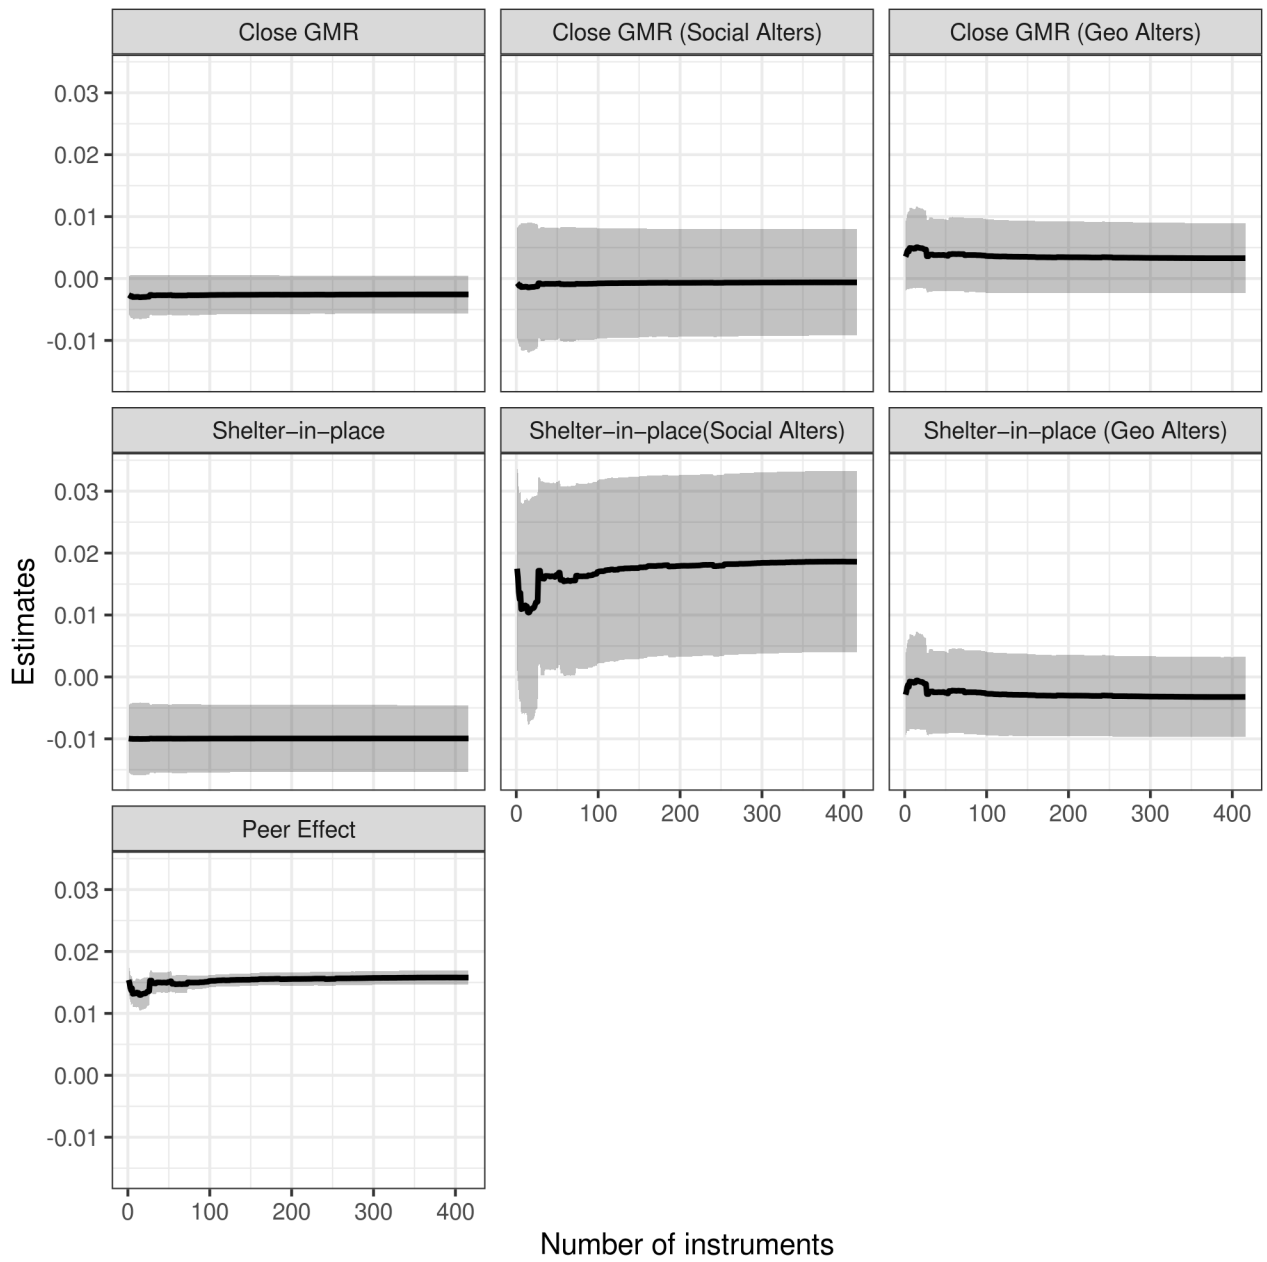 Close GMR
Close GMR (Social Alters)
Close GMR (Geo Alters)
0.03
0.02
0.01
0.00
-0.01
Shelter−in−place
Shelter−in−place(Social Alters)
Shelter−in−place (Geo Alters)
0.03
0.02
0.01
0.00
-0.01
0 100 200 300 400
0 100 200 300 400
Peer Effect
0.03
0.02
0.01
0.00
-0.01
0 100 200 300 400
Estimates
Number of instruments